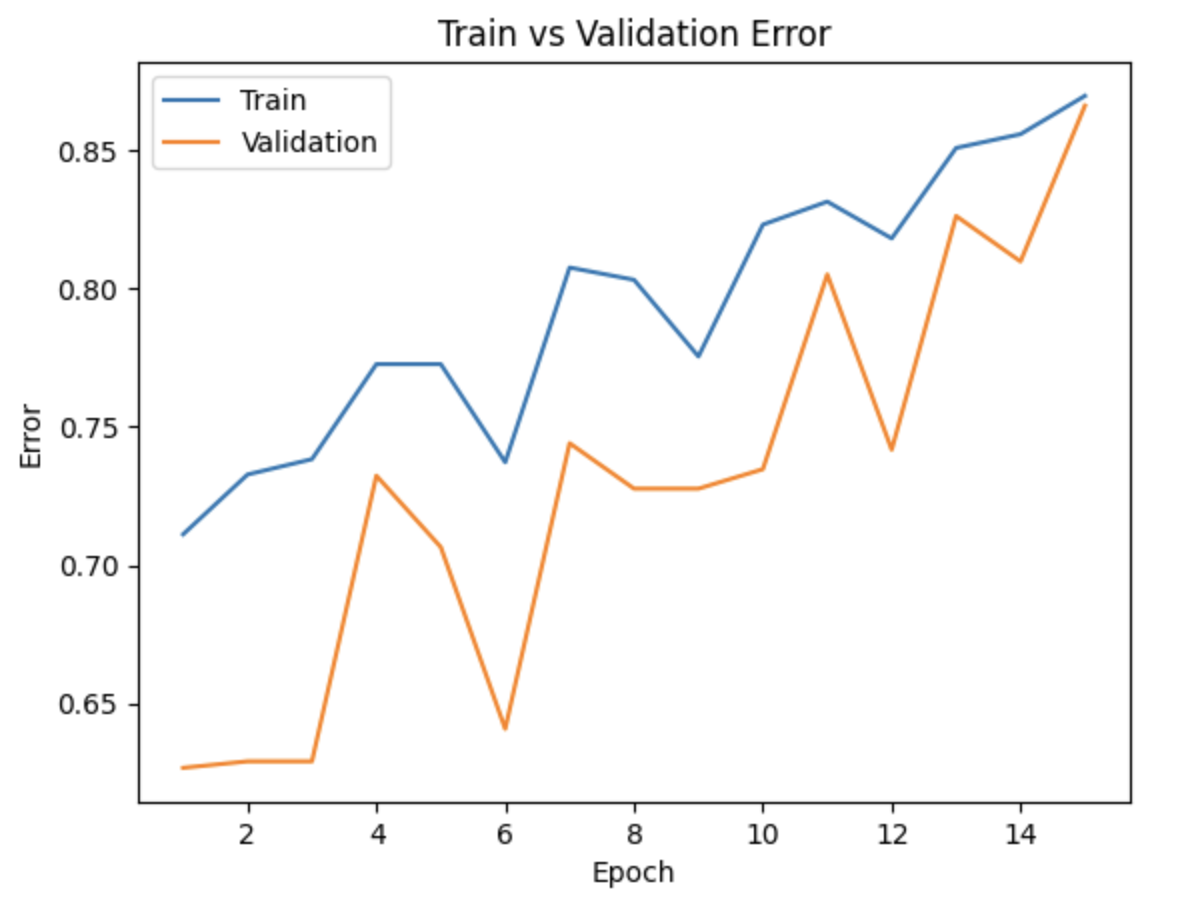 Train vs Validation Error
Train
Validation
0.85
0.80
0.75
0.70
0.65
Error
2 4 6 8 10 12 14
Epoch